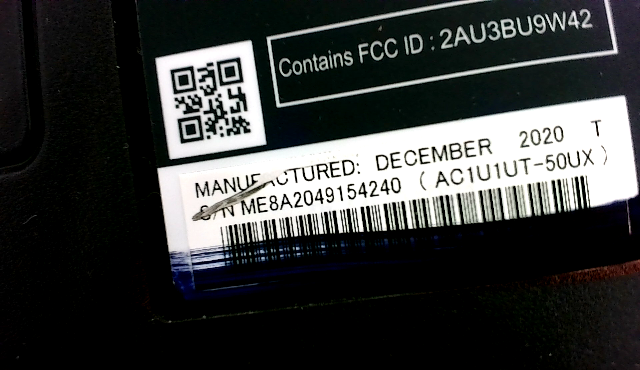 Contains FCC ID : 2AU3BU9W42
MANUFACTURED: DECEMBER 2020 T
S/N ME8A2049154240 ( AC1U1UT-50UX )